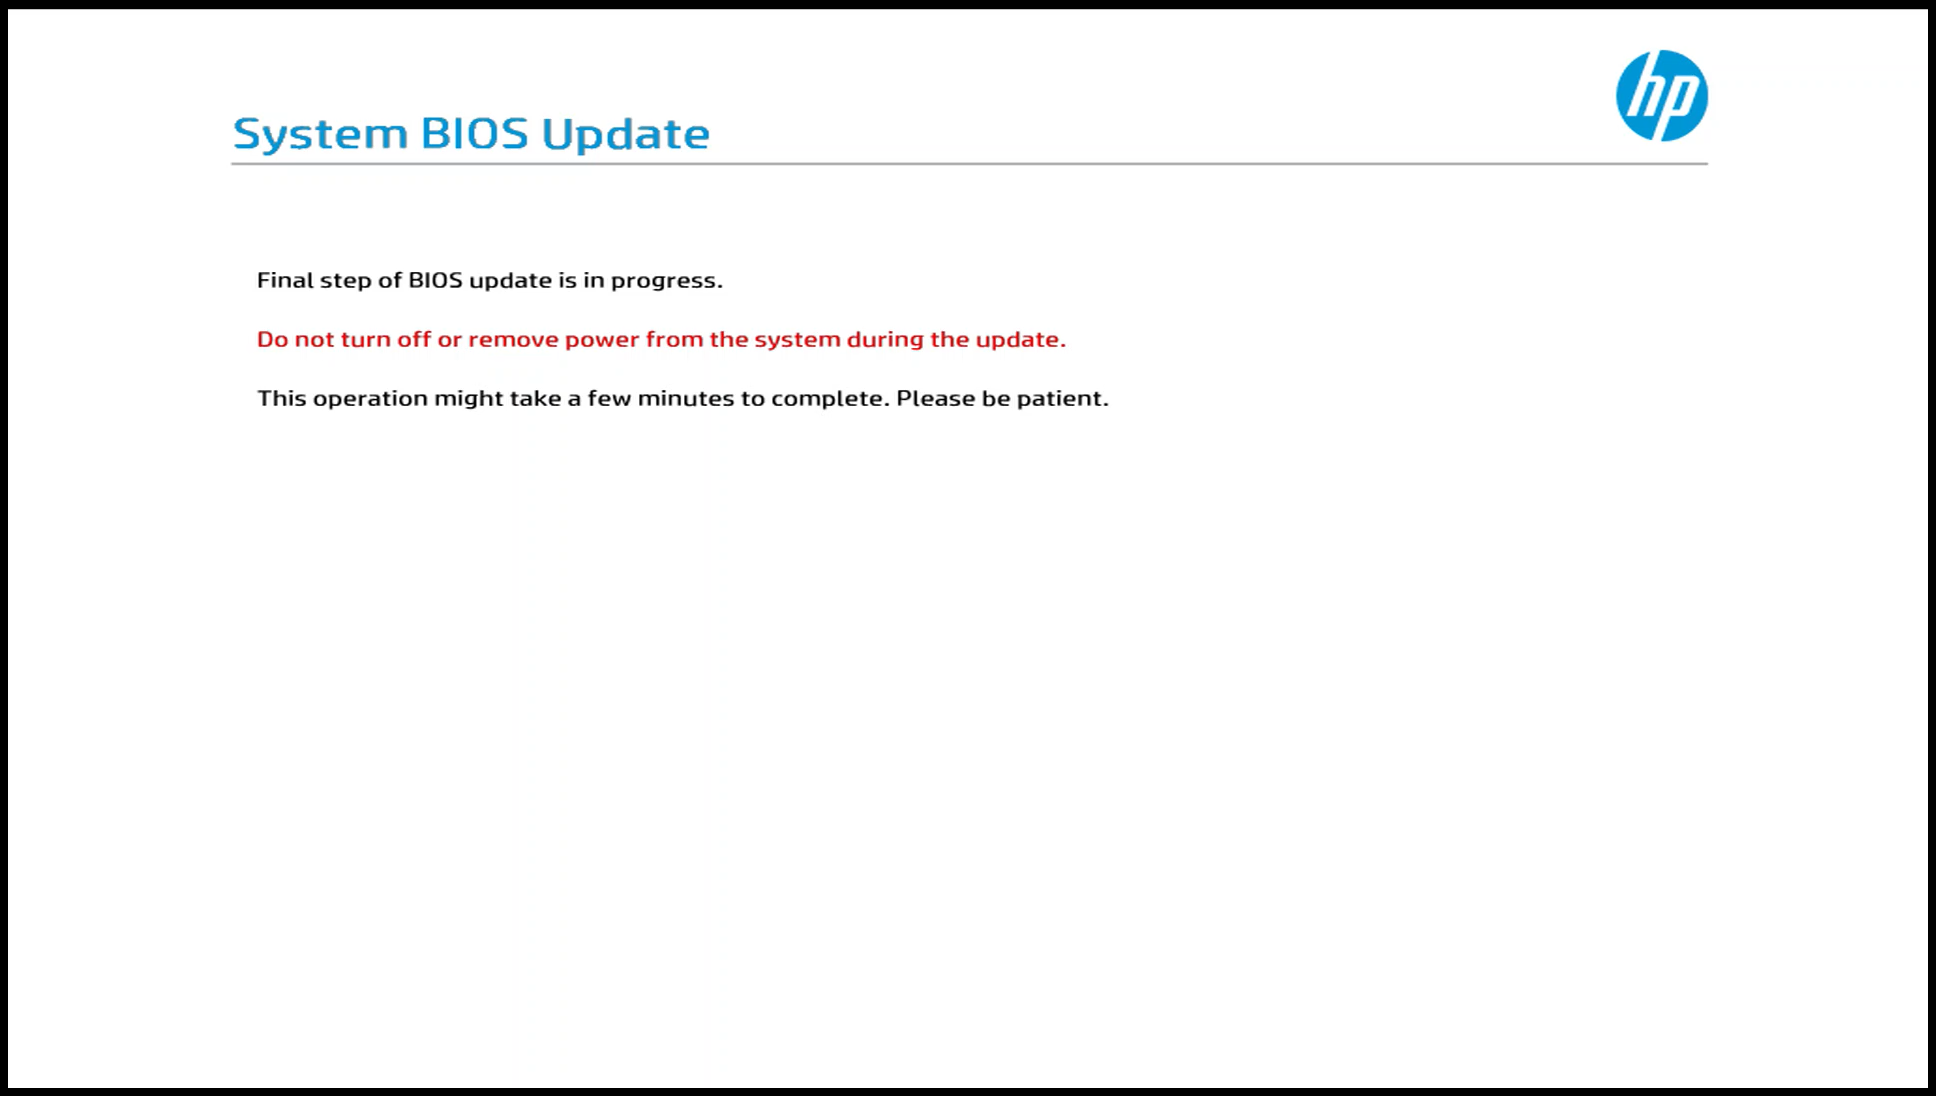 hp
System BIOS Update
Final step of BIOS update is in progress.
Do not turn off or remove power from the system during the update.
This operation might take a few minutes to complete. Please be patient.